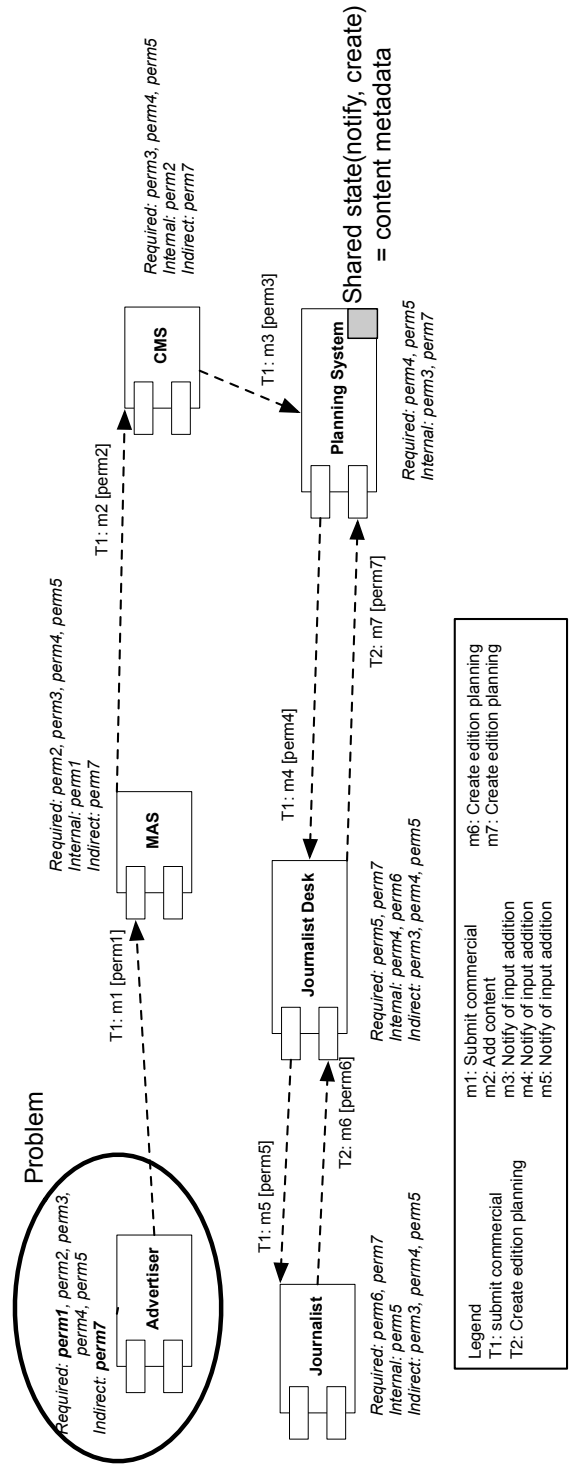 Problem
Required: perm1, perm2, perm3,
perm4, perm5
Indirect: perm7
Advertiser
T1: m1 [perm1]
Required: perm2, perm3, perm4, perm5
Internal: perm1
Indirect: perm7
MAS
T1: m2 [perm2]
Required: perm3, perm4, perm5
Internal: perm2
Indirect: perm7
CMS
T1: m3 [perm3]
Journalist
Required: perm6, perm7
Internal: perm5
Indirect: perm3, perm4, perm5
T1: m5 [perm5]
T2: m6 [perm6]
Journalist Desk
Required: perm5, perm7
Internal: perm4, perm6
Indirect: perm3, perm4, perm5
T1: m4 [perm4]
T2: m7 [perm7]
Planning System
Required: perm4, perm5
Internal: perm3, perm7
Shared state(notify, create)
= content metadata
Legend
T1: submit commercial
T2: Create edition planning
m1: Submit commercial
m2: Add content
m3: Notify of input addition
m4: Notify of input addition
m5: Notify of input addition
m6: Create edition planning
m7: Create edition planning